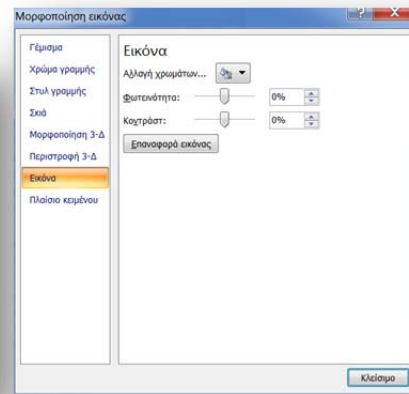 Μορφοποίηση εικόνας
Γέμισμα
Χρώμα γραμμής
Στυλ γραμμής
Σκιά
Μορφοποίηση 3-Δ
Περιστροφή 3-Δ
Εικόνα
Πλαίσιο κειμένου
Εικόνα
Αλλαγή χρωμάτων...
Φωτεινότητα: 0%
Κοντράστ: 0%
Επαναφορά εικόνας
Κλείσιμο